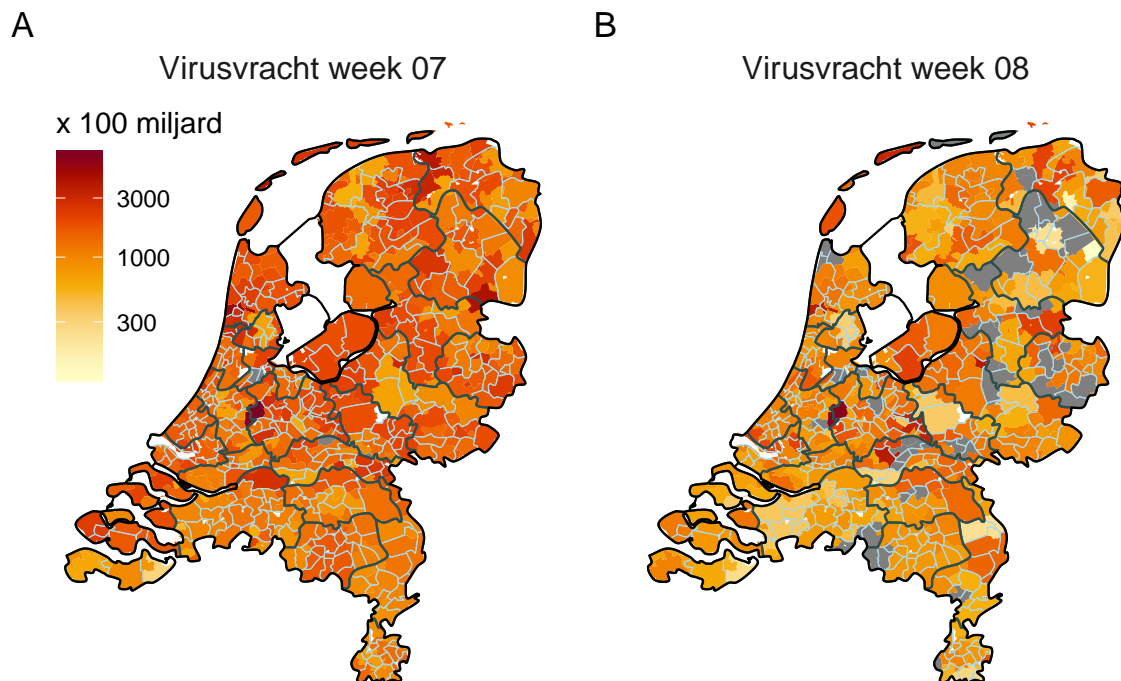 A
B
Virusvracht week 07
Virusvracht week 08
x 100 miljard
3000
1000
300